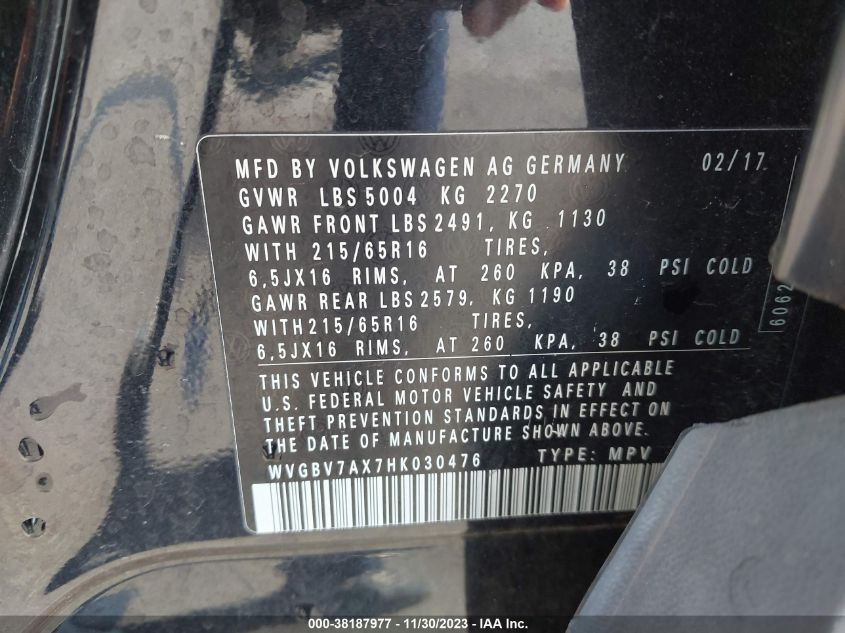 MFD BY VOLKSWAGEN AG GERMANY 02/17
GVWR LBS 5004 KG 2270
GAWR FRONT LBS 2491, KG 1130
WITH 215/65R16 TIRES,
6,5JX16 RIMS, AT 260 KPA, 38 PSI COLD
GAWR REAR LBS 2579, KG 1190
WITH 215/65R16 TIRES,
6,5JX16 RIMS, AT 260 KPA, 38 PSI COLD
THIS VEHICLE CONFORMS TO ALL APPLICABLE
U.S. FEDERAL MOTOR VEHICLE SAFETY AND
THEFT PREVENTION STANDARDS IN EFFECT ON
THE DATE OF MANUFACTURE SHOWN ABOVE.
WVGBV7AX7HK030476 TYPE: MPV
000-38187977 - 11/30/2023 - IAA Inc.